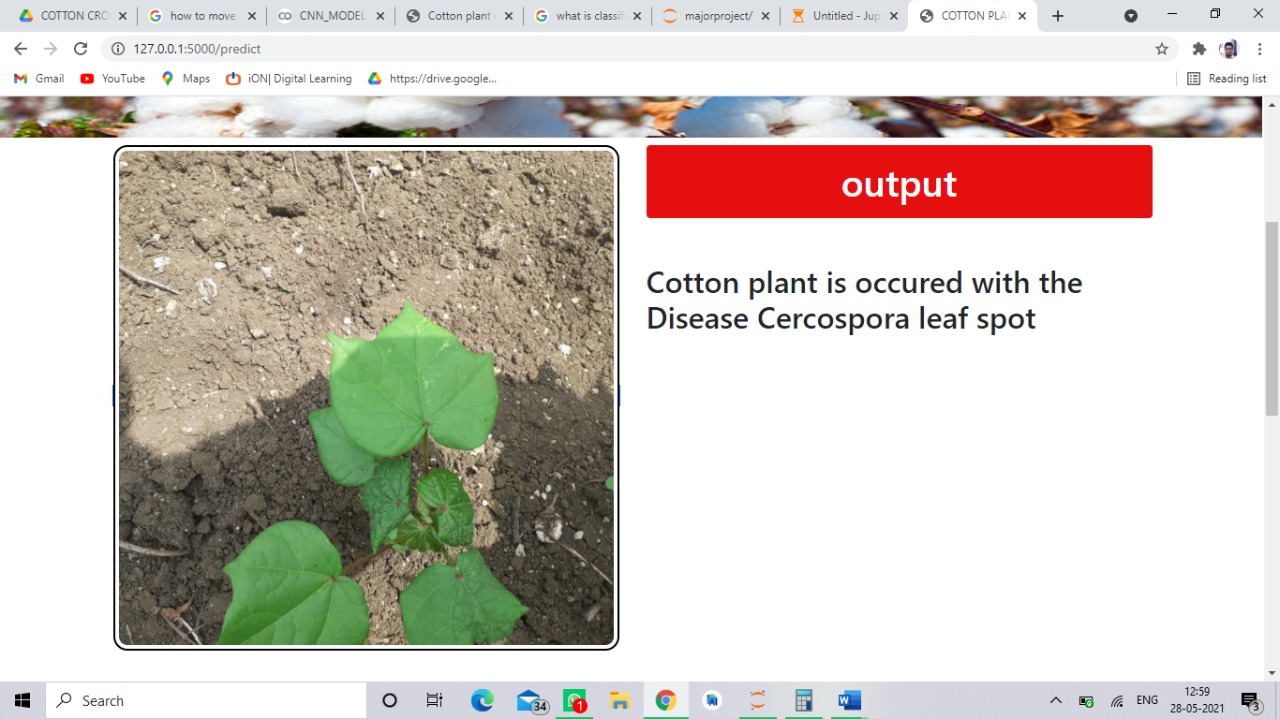 COTTON CRO
how to move
CNN_MODEL.
Cotton plant
what is classif
majorproject/
Untitled - Jup
COTTON PLA
127.0.0.1:5000/predict
Gmail
YouTube
Maps
iON| Digital Learning
https://drive.google...
Reading list
output
Cotton plant is occured with the
Disease Cercospora leaf spot
Search
34
1
W
ENG
12:59
28-05-2021
3